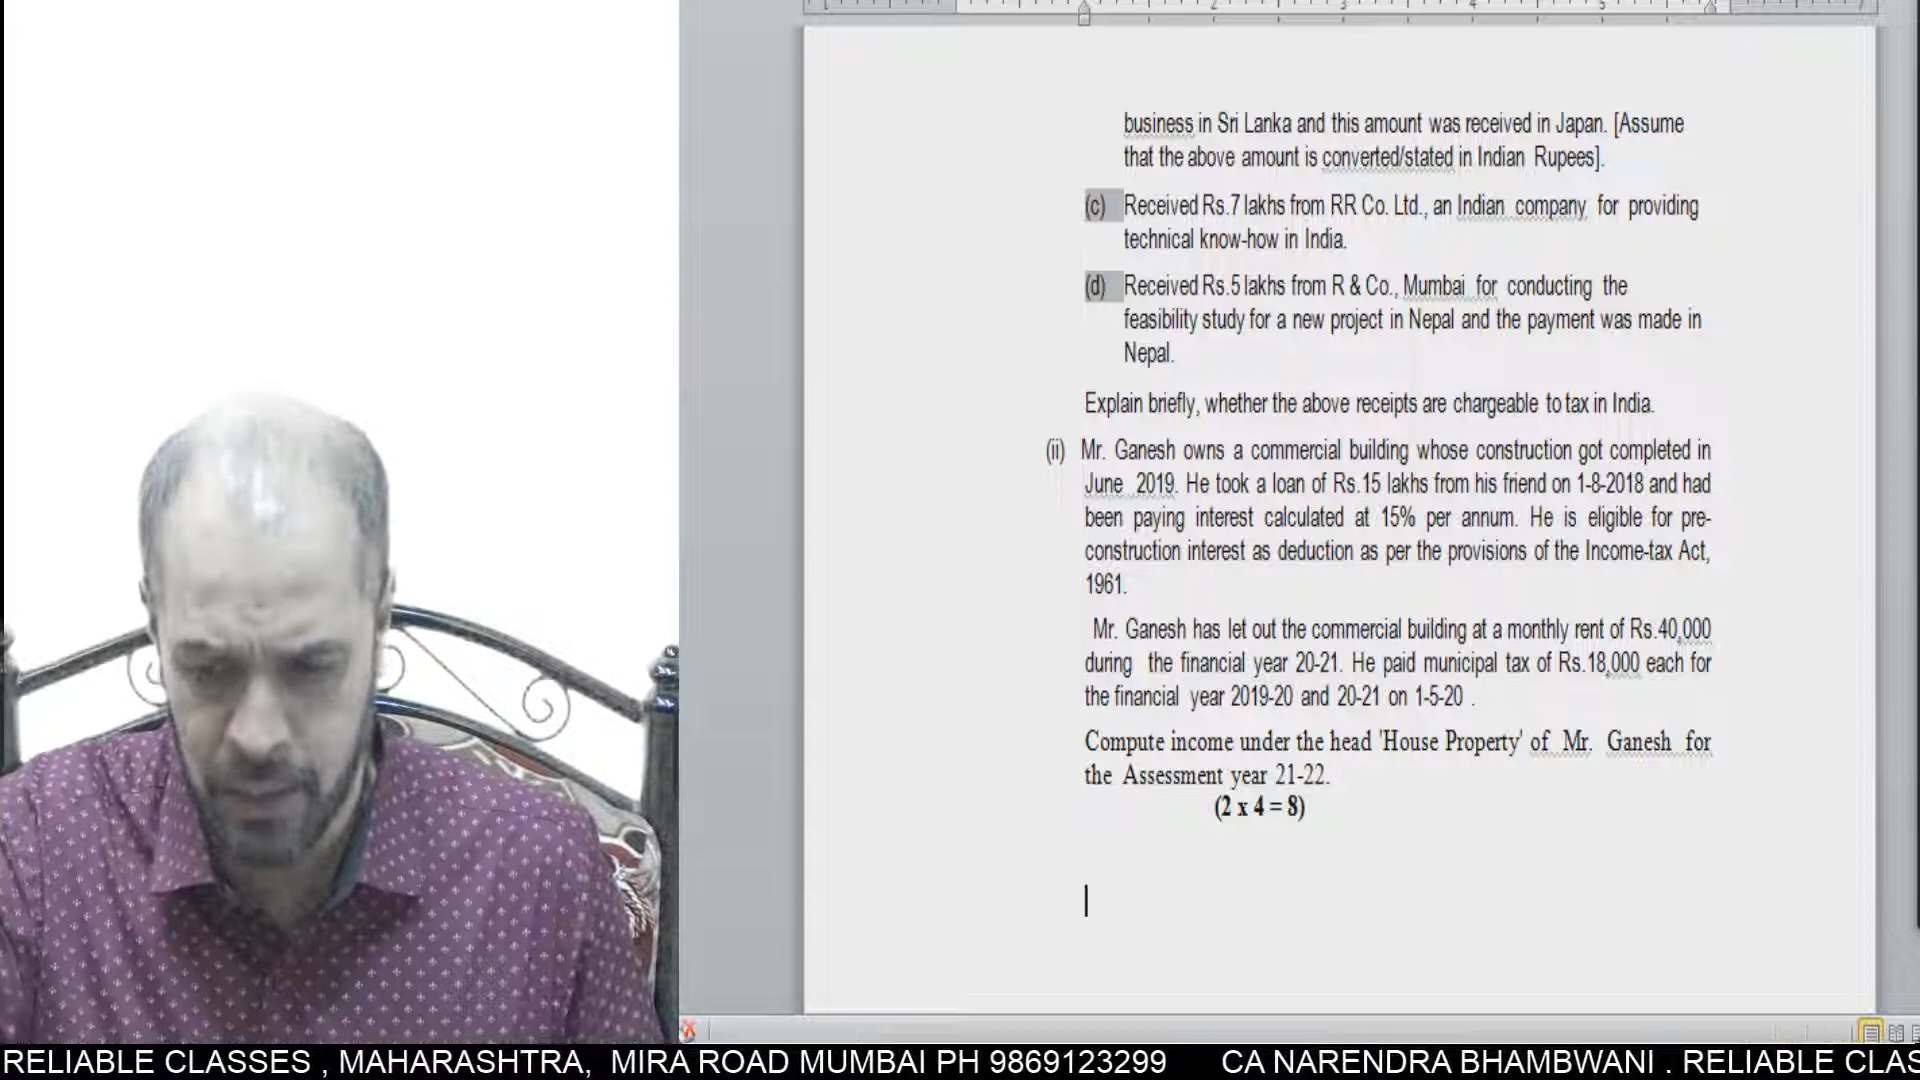 business in Sri Lanka and this amount was received in Japan. [Assume
that the above amount is converted/stated in Indian Rupees].
(c) Received Rs.7 lakhs from RR Co. Ltd., an Indian company for providing
technical know-how in India.
(d) Received Rs.5 lakhs from R & Co., Mumbai for conducting the
feasibility study for a new project in Nepal and the payment was made in
Nepal.
Explain briefly, whether the above receipts are chargeable to tax in India.
(ii) Mr. Ganesh owns a commercial building whose construction got completed in
June 2019. He took a loan of Rs.15 lakhs from his friend on 1-8-2018 and had
been paying interest calculated at 15% per annum. He is eligible for pre-
construction interest as deduction as per the provisions of the Income-tax Act,
1961.
Mr. Ganesh has let out the commercial building at a monthly rent of Rs.40,000
during the financial year 20-21. He paid municipal tax of Rs.18,000 each for
the financial year 2019-20 and 20-21 on 1-5-20 .
Compute income under the head 'House Property' of Mr. Ganesh for
the Assessment year 21-22.
(2 x 4 = 8)
RELIABLE CLASSES , MAHARASHTRA, MIRA ROAD MUMBAI PH 9869123299 CA NARENDRA BHAMBWANI . RELIABLE CLAS